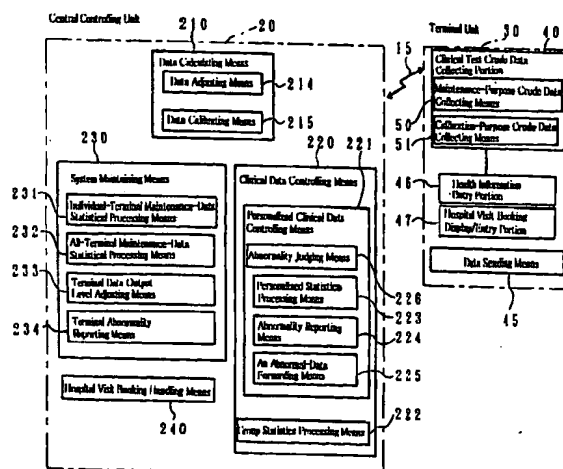 Central Controlling Unit
210
20
Data Calculating Means
Data Adjusting Means
214
Data Calibrating Means
215
230
System Maintaining Means
231
Individual-Terminal Maintenance-Data
Statistical Processing Means
232
All-Terminal Maintenance-Data
Statistical Processing Means
233
Terminal Data Output
Level Adjusting Means
234
Terminal Abnormality
Reporting Means
Hospital Visit Booking Handling Means
240
220
221
Clinical Data Controlling Means
Personalized Clinical Data
Controlling Means
Abnormality Judging Means
226
Personalized Statistics
Processing Means
223
Abnormality Reporting
Means
224
An Abnormal-Data
Forwarding Means
225
Group Statistics Processing Means
222
15
Terminal Unit
30
40
Clinical Test Crude Data
Collecting Portion
Maintenance-Purpose Crude Data
Collecting Means
50
Calibration-Purpose Crude Data
Collecting Means
51
46
Health Information
Entry Portion
47
Hospital Visit Booking
Display/Entry Portion
Data Sending Means
45